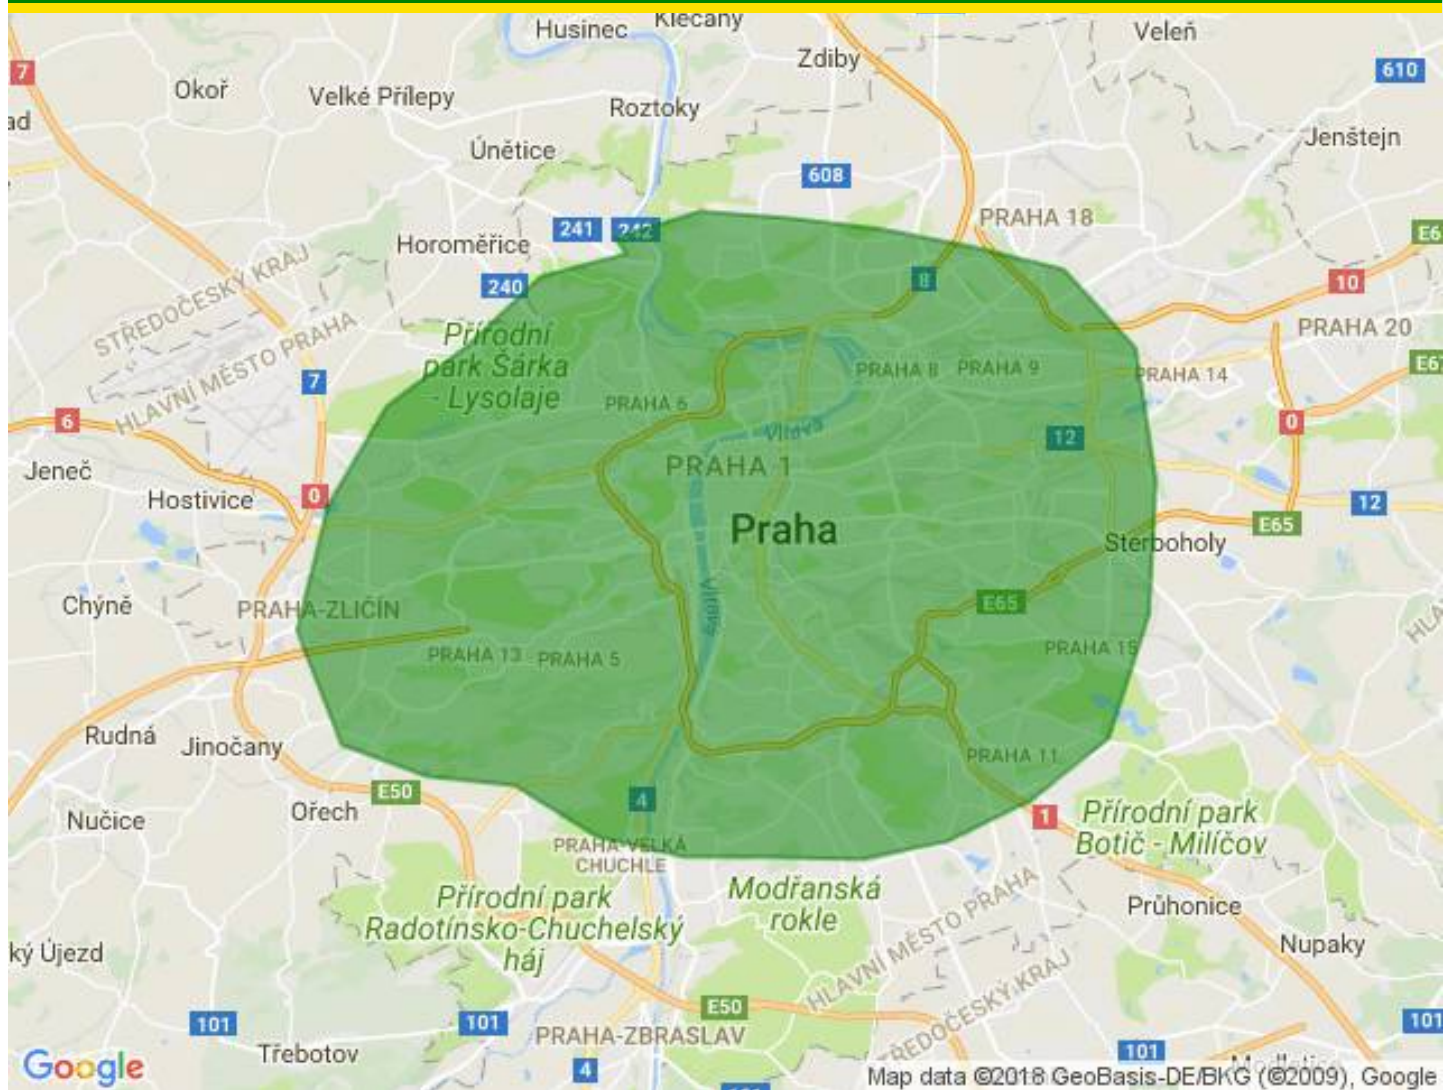 Husinec
Klecany
Veleň
7
Zdiby
610
Okoř
Velké Přílepy
Roztoky
ad
Jenštejn
Únětice
608
PRAHA 18
241
242
Horoměřice
E6
STŘEDOČESKÝ KRAJ
240
8
10
HLAVNÍ MĚSTO PRAHA
Přírodní
park Šárka
- Lysolaje
PRAHA 20
7
PRAHA 8
PRAHA 9
E67
PRAHA 14
PRAHA 6
6
0
Vltava
12
Jeneč
PRAHA 1
Hostivice
0
12
Praha
E65
Sterboholy
Chýně
PRAHA-ZLIČÍN
Vltava
E65
HLA
PRAHA 13
PRAHA 5
PRAHA 15
Rudná
Jinočany
PRAHA 11
E50
4
Nučice
Ořech
1
Přírodní park
Botič - Milíčov
PRAHA-VELKÁ
CHUCHLE
Modřanská
rokle
Přírodní park
Radotínsko-Chuchelský
háj
HLAVNÍ MĚSTO PRAHA
Průhonice
ký Újezd
Nupaky
STŘEDOČESKÝ KRAJ
E50
101
101
PRAHA-ZBRASLAV
101
Třebotov
101
4
Google
Map data ©2018 GeoBasis-DE/BKG (©2009), Google